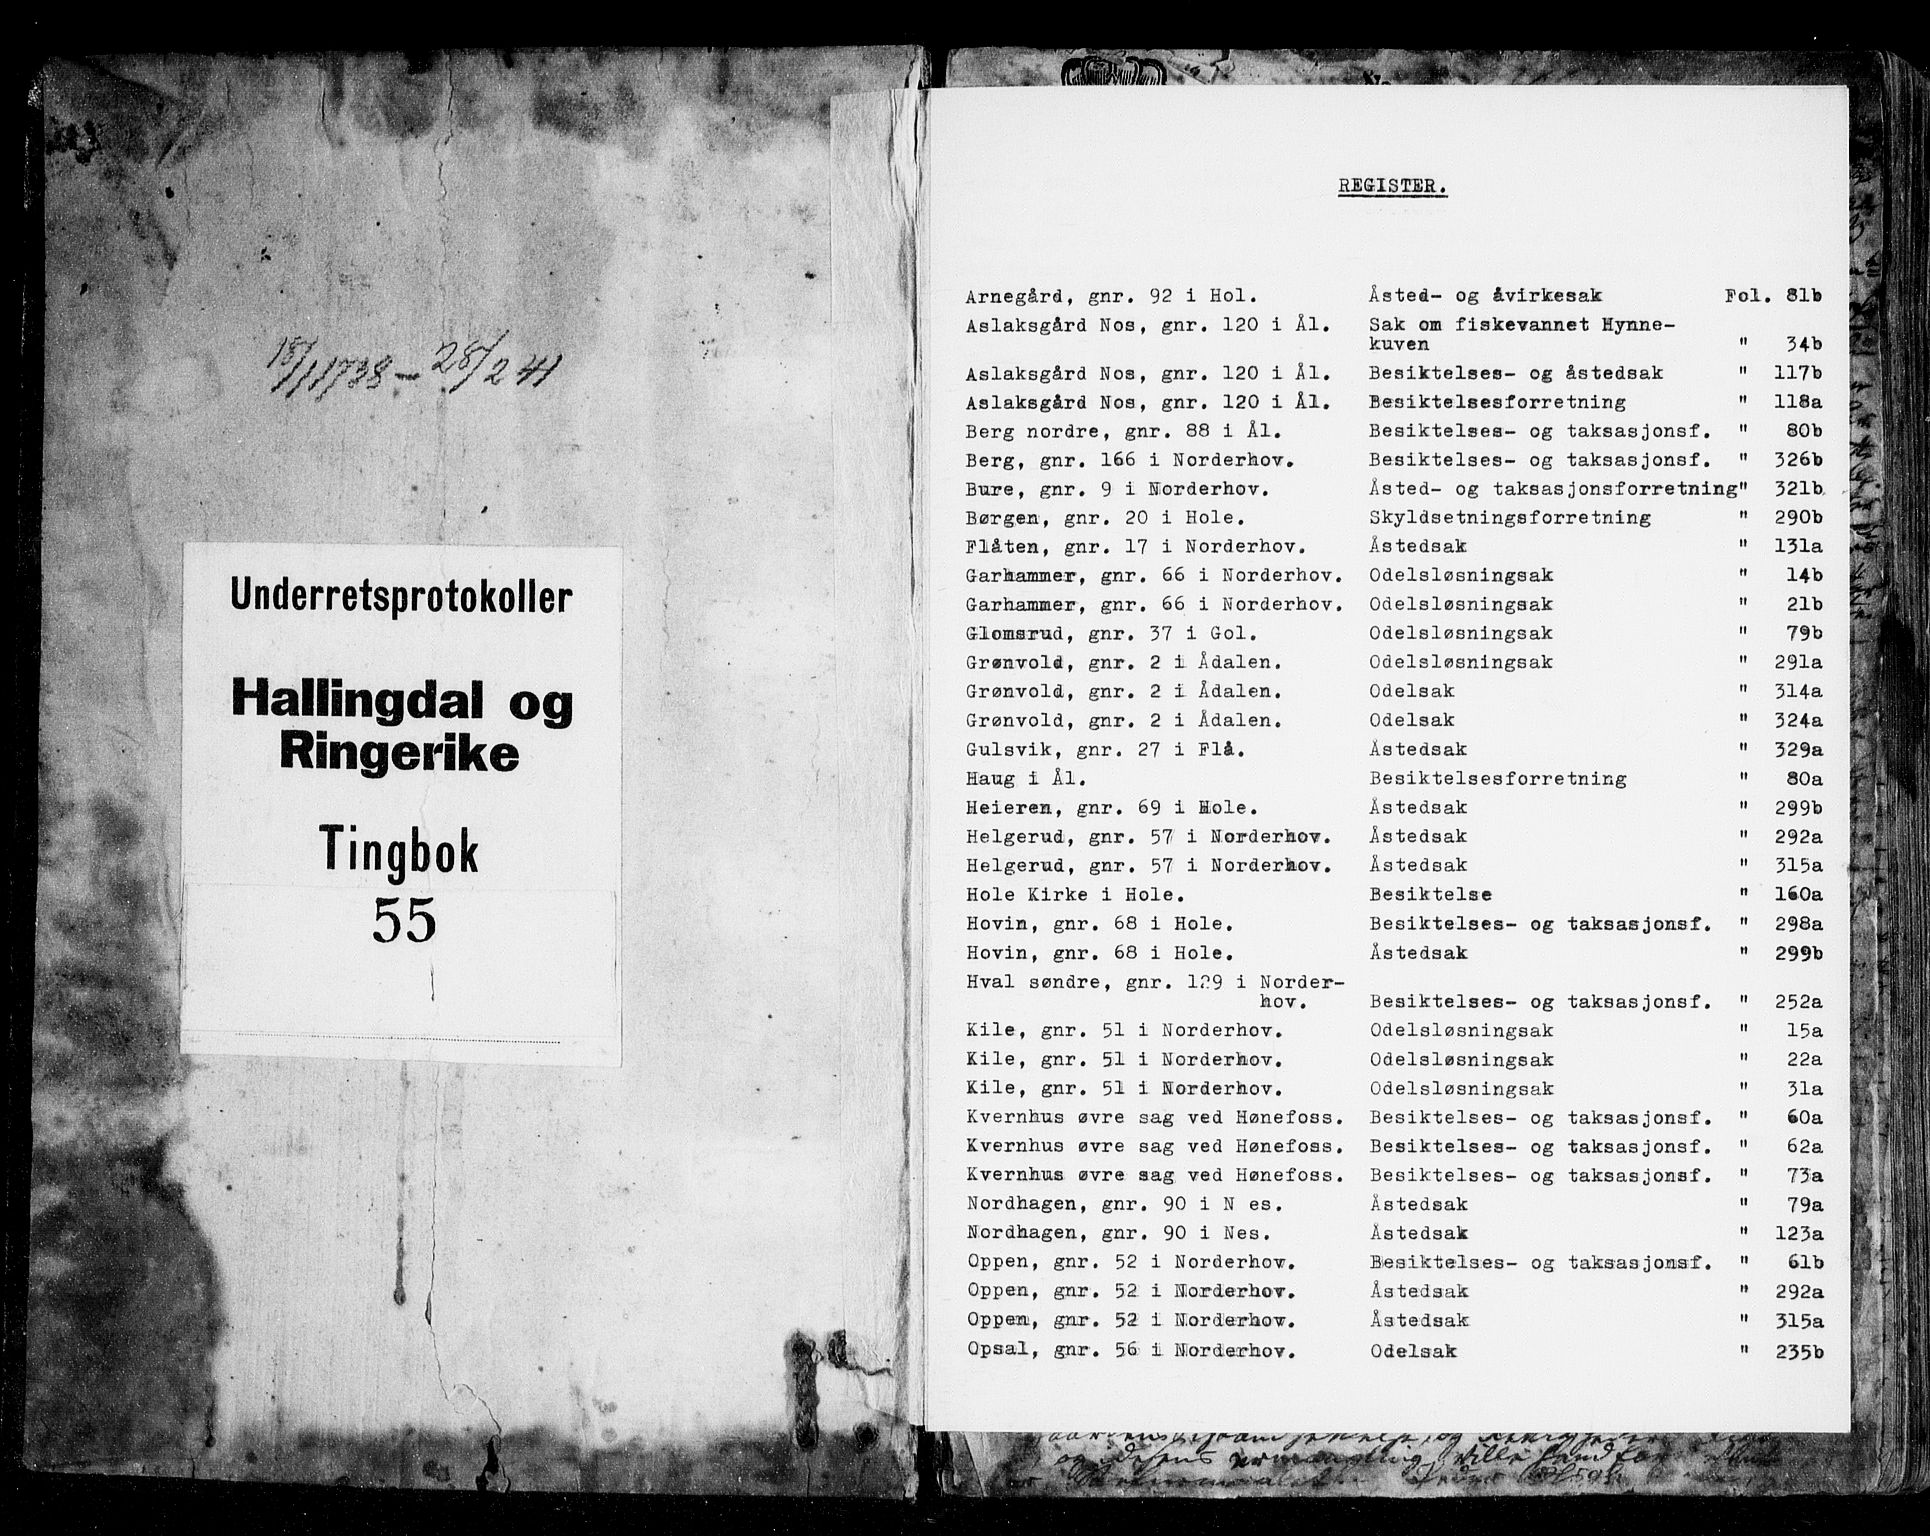 18/1 1738 - 28/2 41
Underretsprotokoller
Hallingdal og
Ringerike
Tingbok
55
REGISTER.
Arnegård, gnr. 92 i Hol. Åsted- og åvirkesak Fol. 81b
Aslaksgård Nos, gnr. 120 i Ål. Sak om fiskevannet Hynne-
kuven " 34b
Aslaksgård Nos, gnr. 120 i Ål. Besiktelses- og åstedsak " 117b
Aslaksgård Nos, gnr. 120 i Ål. Besiktelsesforretning " 118a
Berg nordre, gnr. 88 i Ål. Besiktelses- og taksasjonsf. " 80b
Berg, gnr. 166 i Norderhov. Besiktelses- og taksasjonsf. " 326b
Bure, gnr. 9 i Norderhov. Åsted- og taksasjonsforretning" 321b
Børgen, gnr. 20 i Hole. Skyldsetningsforretning " 290b
Flåten, gnr. 17 i Norderhov. Åstedsak " 131a
Garhammer, gnr. 66 i Norderhov. Odelsløsningsak " 14b
Garhammer, gnr. 66 i Norderhov. Odelsløsningsak " 21b
Glomsrud, gnr. 37 i Gol. Odelsløsningsak " 79b
Grønvold, gnr. 2 i Ådalen. Odelsløsningsak " 291a
Grønvold, gnr. 2 i Ådalen. Odelsak " 314a
Grønvold, gnr. 2 i Ådalen. Odelsak " 324a
Gulsvik, gnr. 27 i Flå. Åstedsak " 329a
Haug i Ål. Besiktelsesforretning " 80a
Heieren, gnr. 69 i Hole. Åstedsak " 299b
Helgerud, gnr. 57 i Norderhov. Åstedsak " 292a
Helgerud, gnr. 57 i Norderhov. Åstedsak " 315a
Hole Kirke i Hole. Besiktelse " 160a
Hovin, gnr. 68 i Hole. Besiktelses- og taksasjonsf. " 298a
Hovin, gnr. 68 i Hole. Åstedsak " 299b
Hval søndre, gnr. 129 i Norder-
hov. Besiktelses- og taksasjonsf. " 252a
Kile, gnr. 51 i Norderhov. Odelsløsningsak " 15a
Kile, gnr. 51 i Norderhov. Odelsløsningsak " 22a
Kile, gnr. 51 i Norderhov. Odelsløsningsak " 31a
Kvernhus øvre sag ved Hønefoss. Besiktelses- og taksasjonsf. " 60a
Kvernhus øvre sag ved Hønefoss. Besiktelses- og taksasjonsf. " 62a
Kvernhus øvre sag ved Hønefoss. Besiktelses- og taksasjonsf. " 73a
Nordhagen, gnr. 90 i N es. Åstedsak " 79a
Nordhagen, gnr. 90 i Nes. Åstedsak " 123a
Oppen, gnr. 52 i Norderhov. Besiktelses- og taksasjonsf. " 61b
Oppen, gnr. 52 i Norderhov. Åstedsak " 292a
Oppen, gnr. 52 i Norderhov. Åstedsak " 315a
Opsal, gnr. 56 i Norderhov. Odelsak " 235b